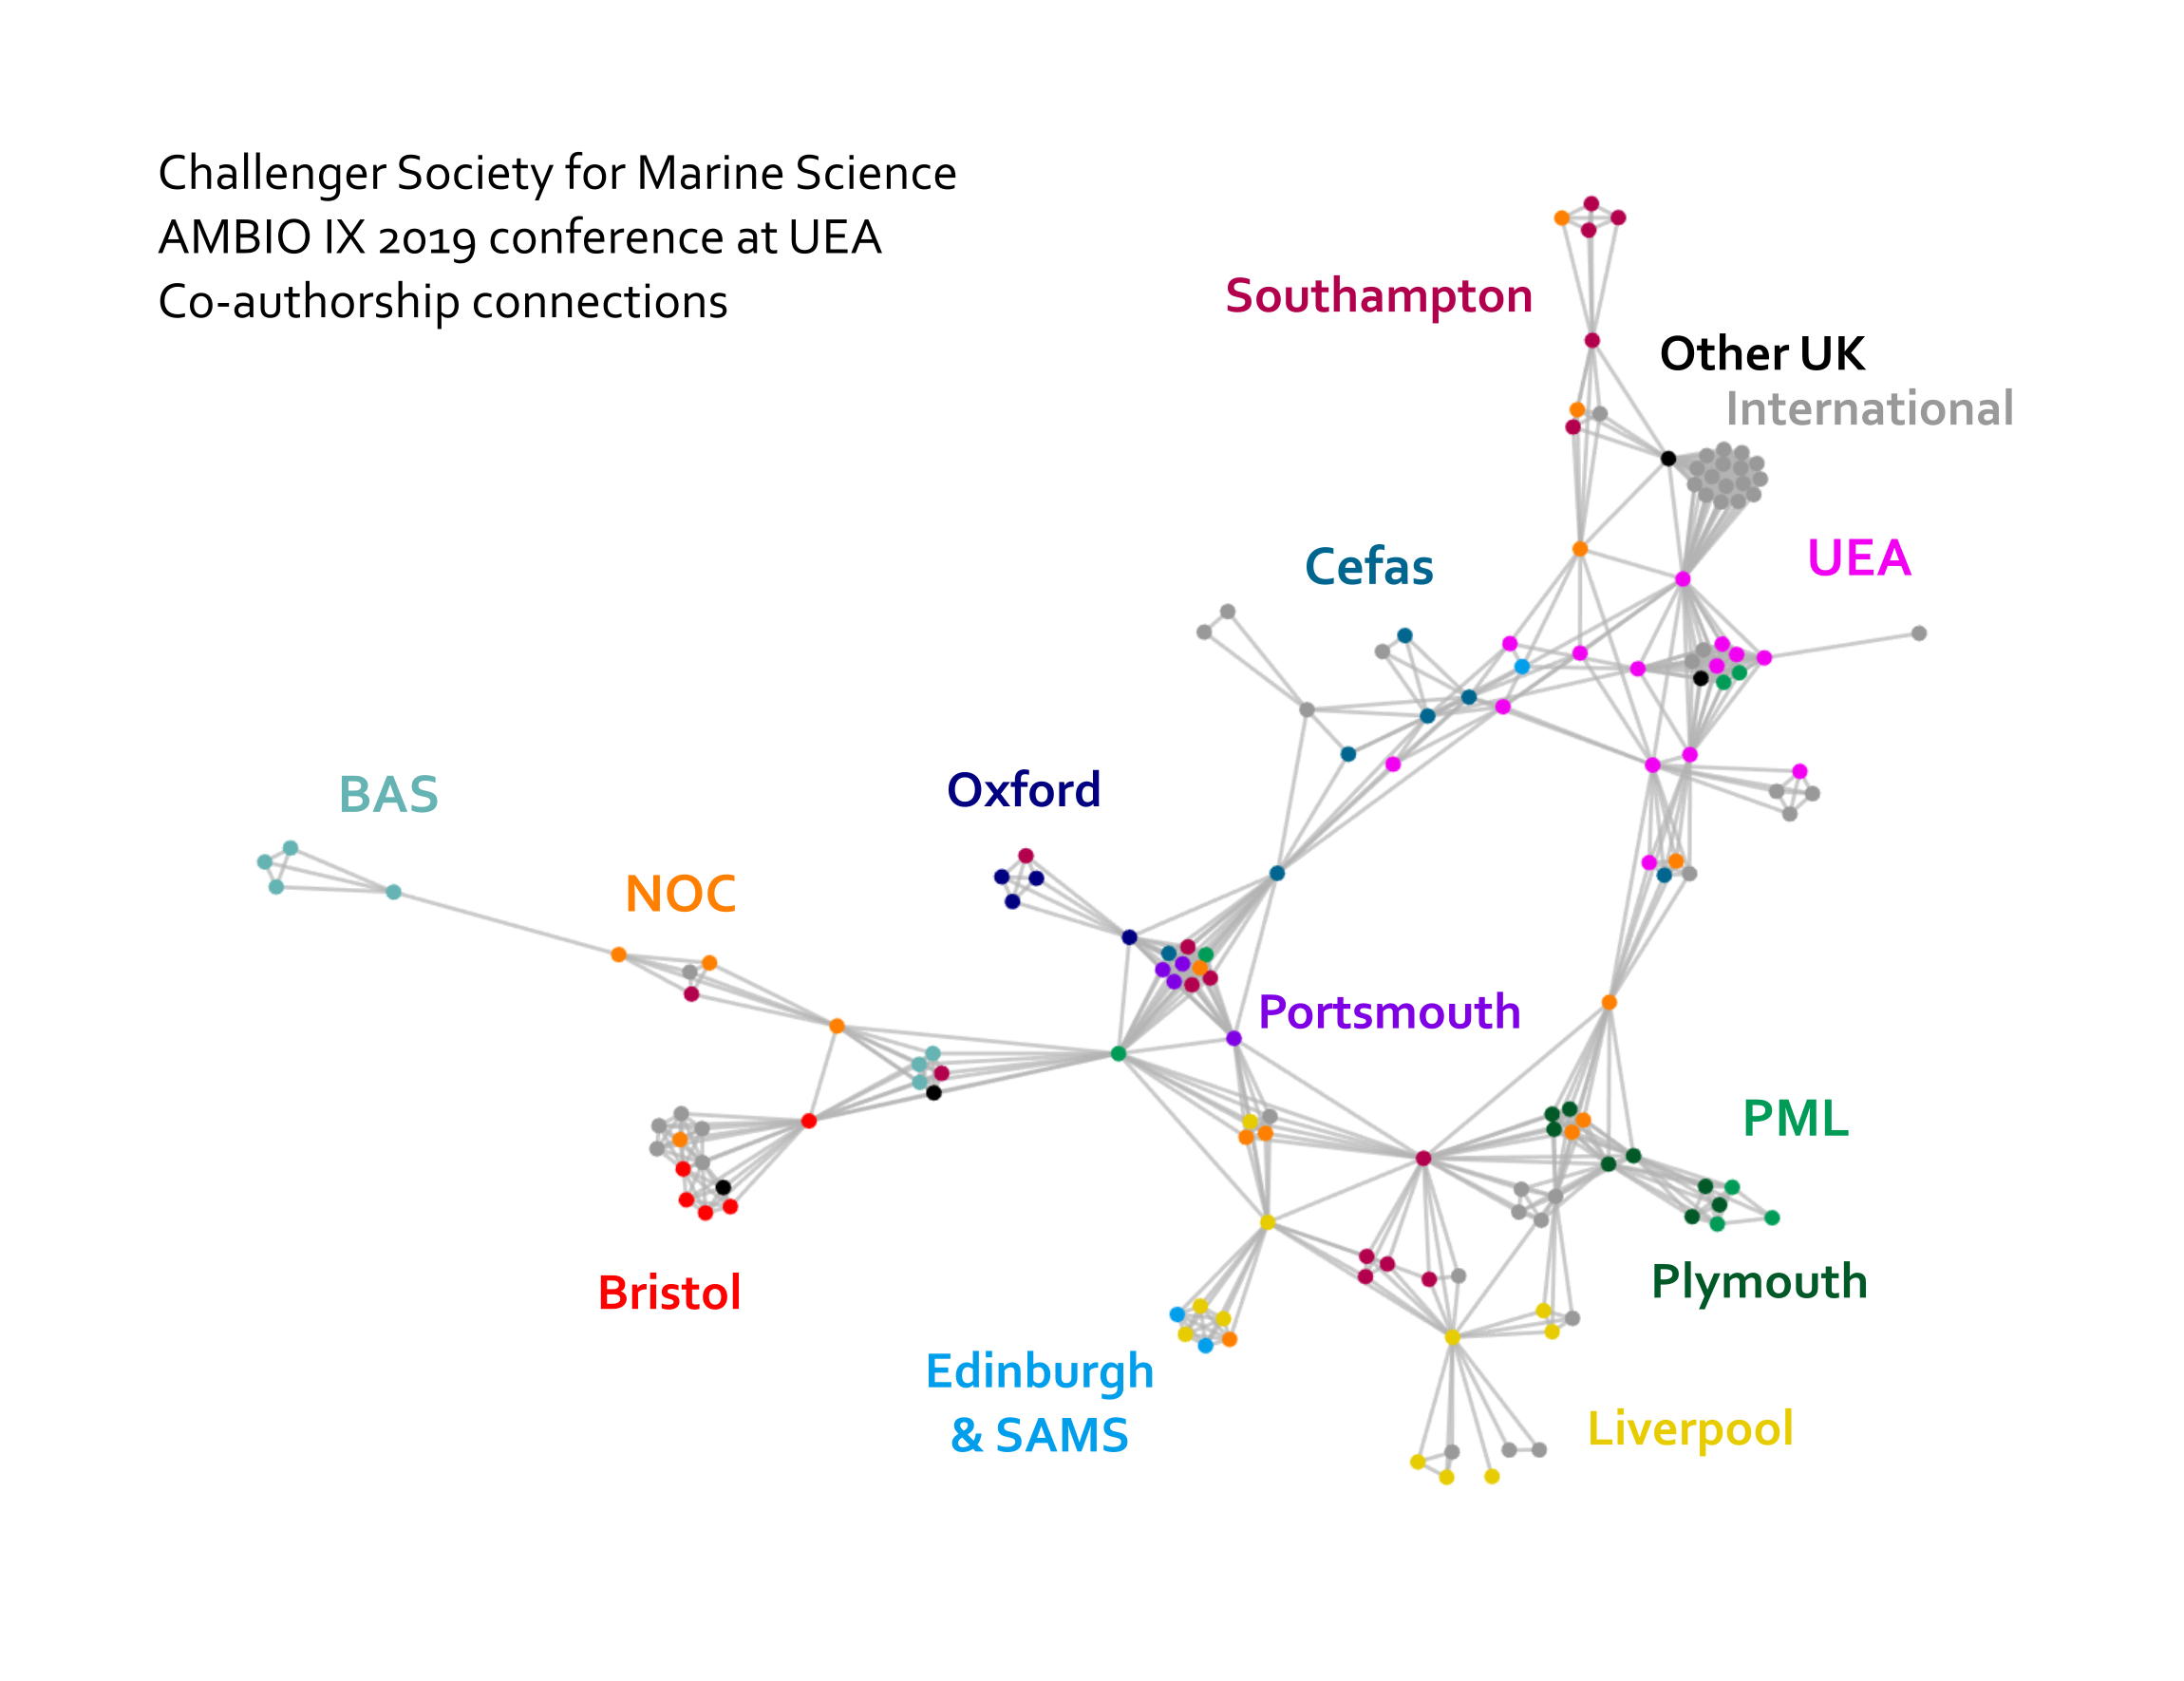 Challenger Society for Marine Science
AMBIO IX 2019 conference at UEA
Co-authorship connections
Southampton
Other UK
International
Cefas
UEA
BAS
Oxford
NOC
Portsmouth
PML
Plymouth
Bristol
Edinburgh
& SAMS
Liverpool